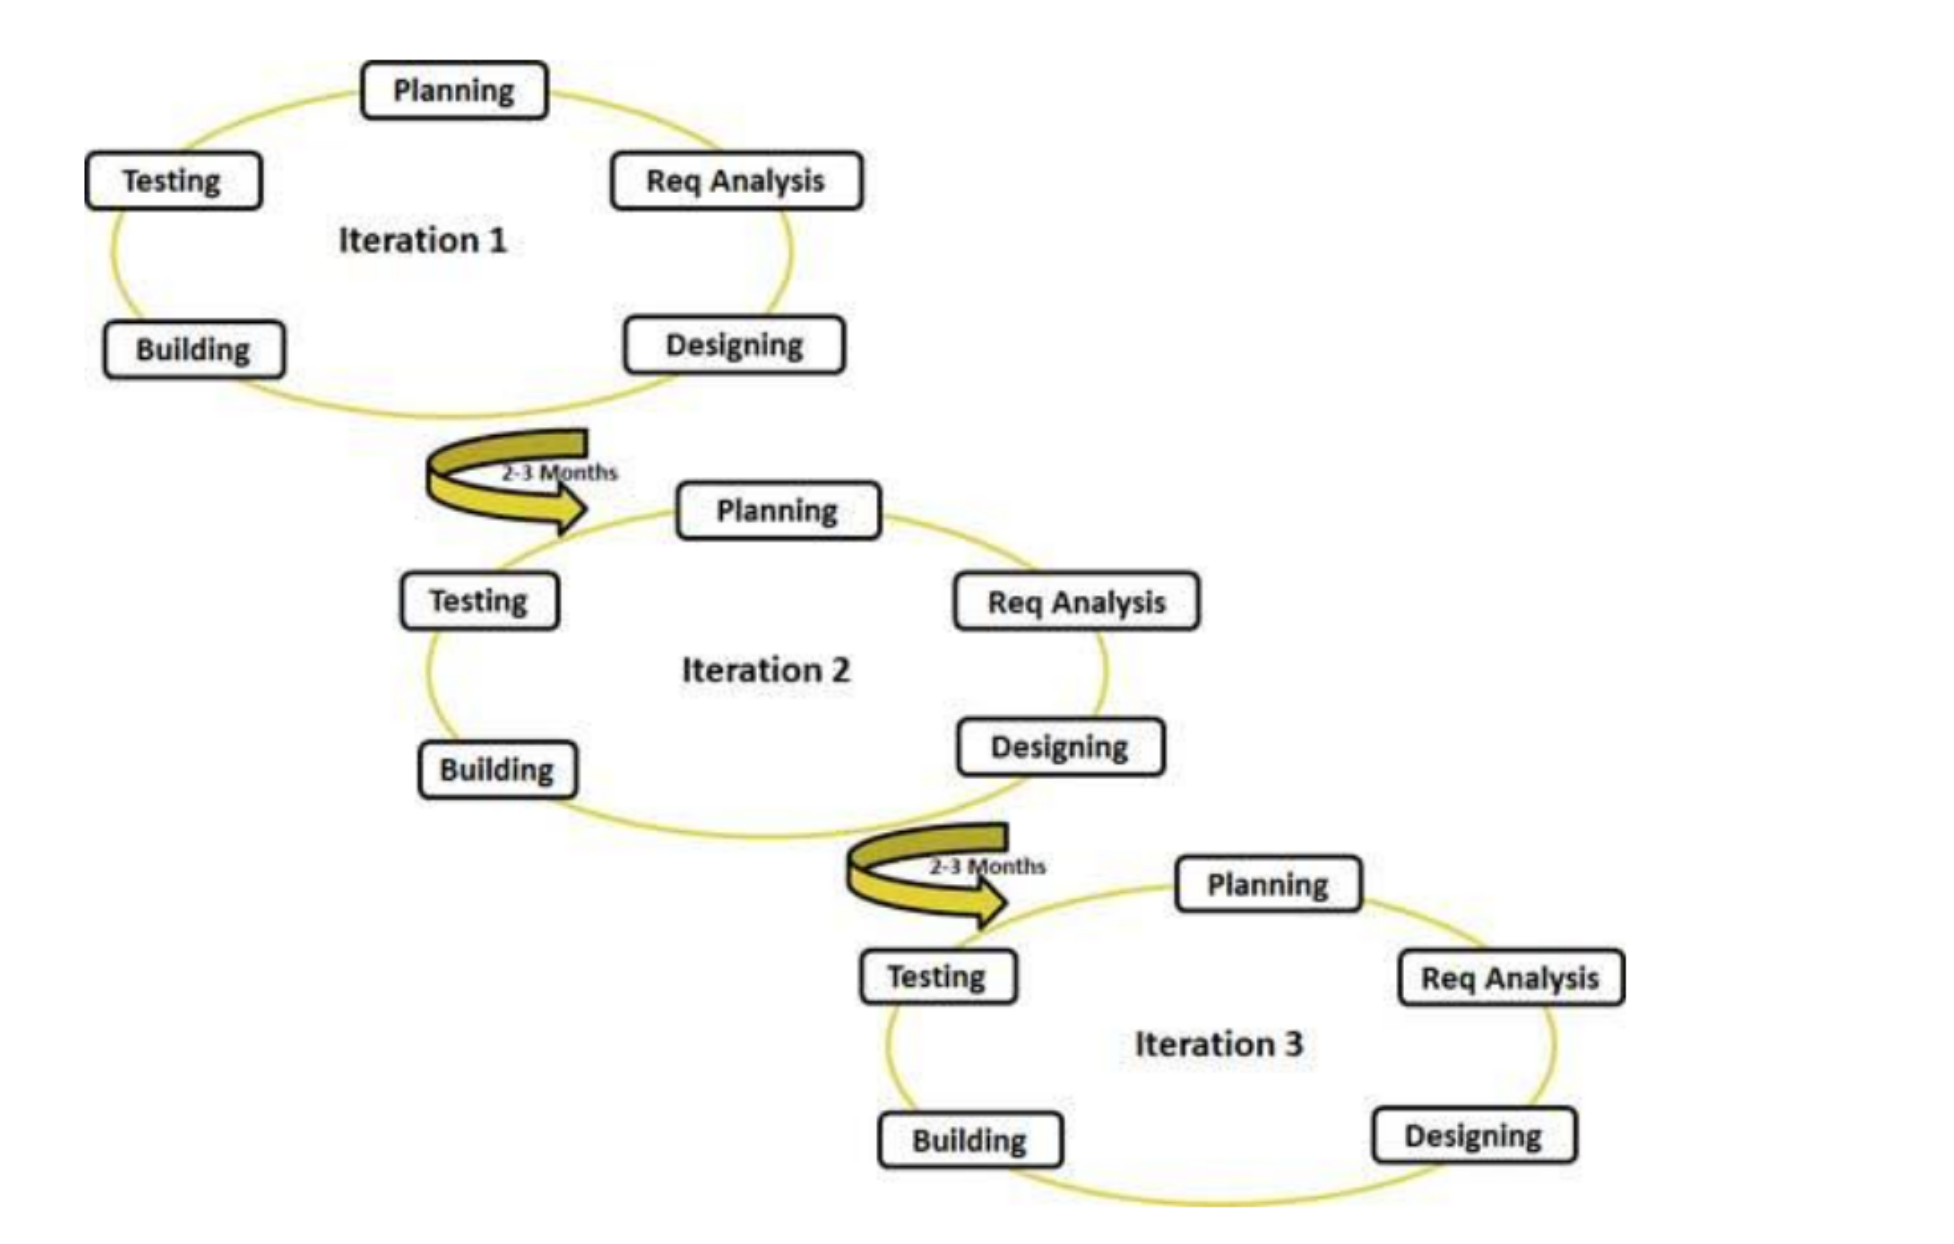 Planning
Testing
Req Analysis
Iteration 1
Building
Designing
2-3 Months
Planning
Testing
Req Analysis
Iteration 2
Building
Designing
2-3 Months
Planning
Testing
Req Analysis
Iteration 3
Building
Designing